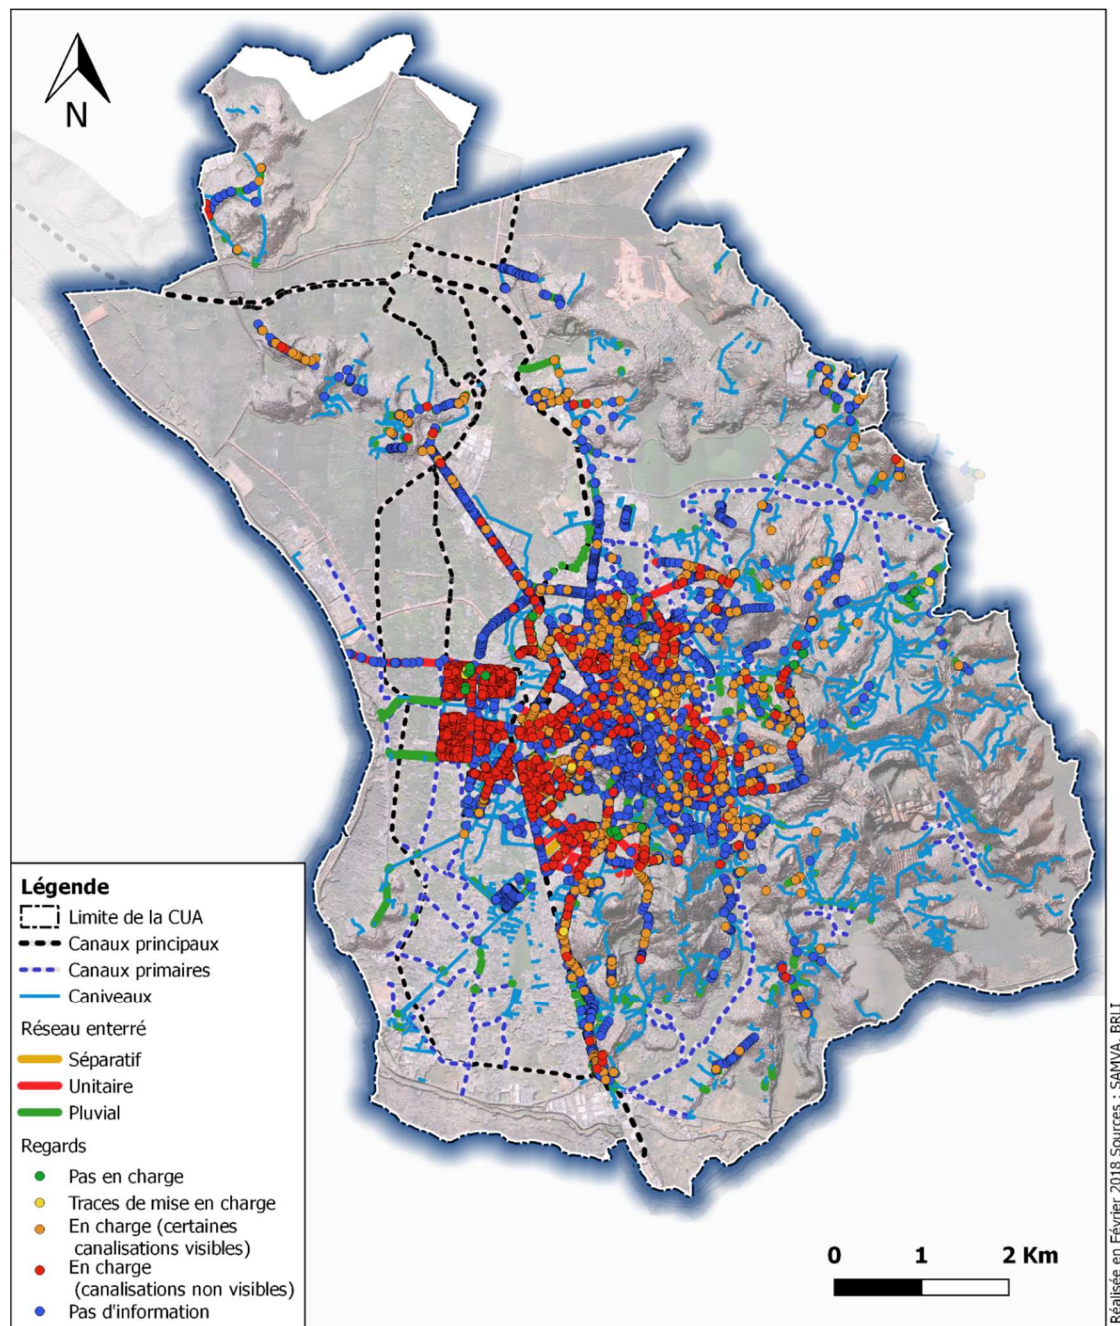 N
Légende
Limite de la CUA
Canaux principaux
Canaux primaires
Caniveaux
Réseau enterré
Séparatif
Unitaire
Pluvial
Regards
Pas en charge
Traces de mise en charge
En charge (certaines
canalisations visibles)
En charge
(canalisations non visibles)
Pas d'information
0 1 2 Km
Réalisée en Février 2018 Sources : SAMVA, BRLI